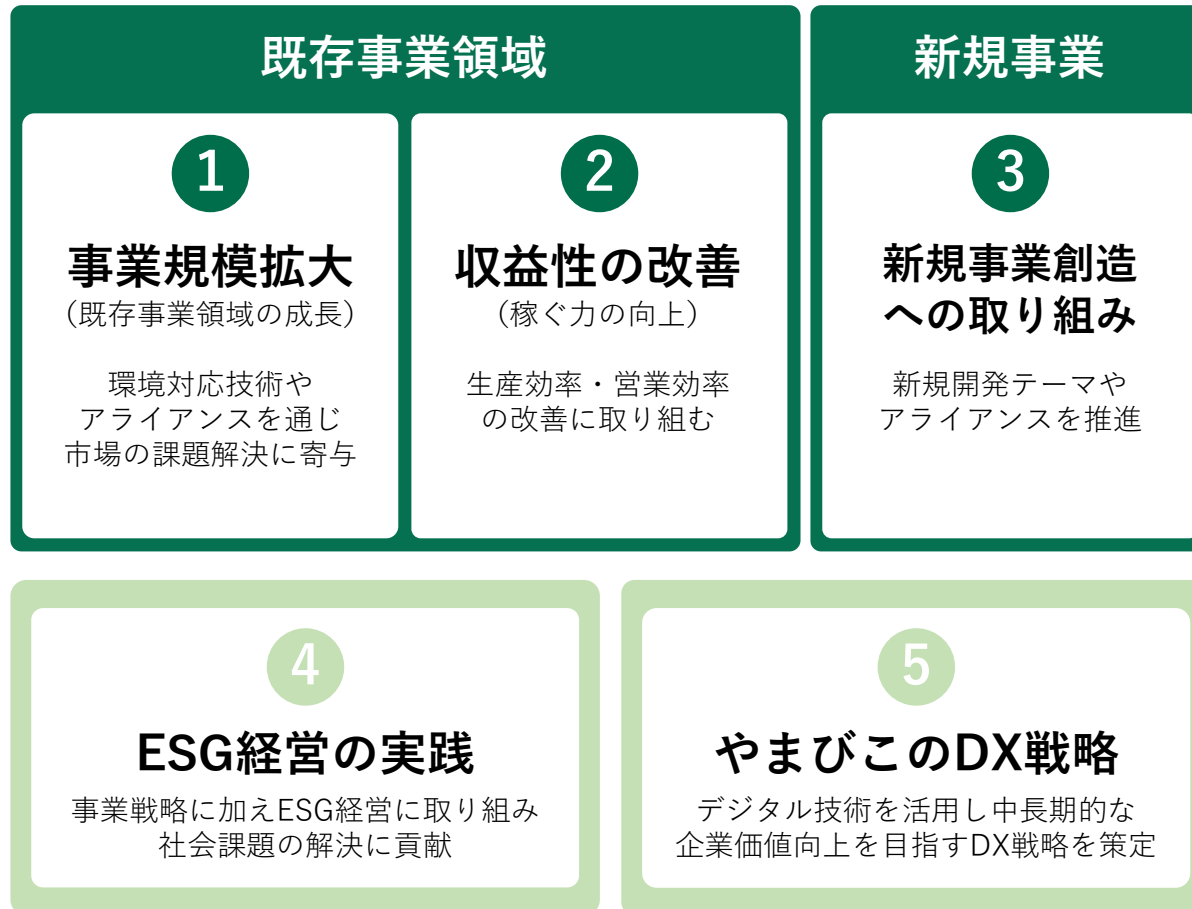 既存事業領域
1
事業規模拡大
(既存事業領域の成長)
環境対応技術や
アライアンスを通じ
市場の課題解決に寄与
2
収益性の改善
(稼ぐ力の向上)
生産効率・営業効率
の改善に取り組む
新規事業
3
新規事業創造
への取り組み
新規開発テーマや
アライアンスを推進
4
ESG経営の実践
事業戦略に加えESG経営に取り組み
社会課題の解決に貢献
5
やまびこのDX戦略
デジタル技術を活用し中長期的な
企業価値向上を目指すDX戦略を策定